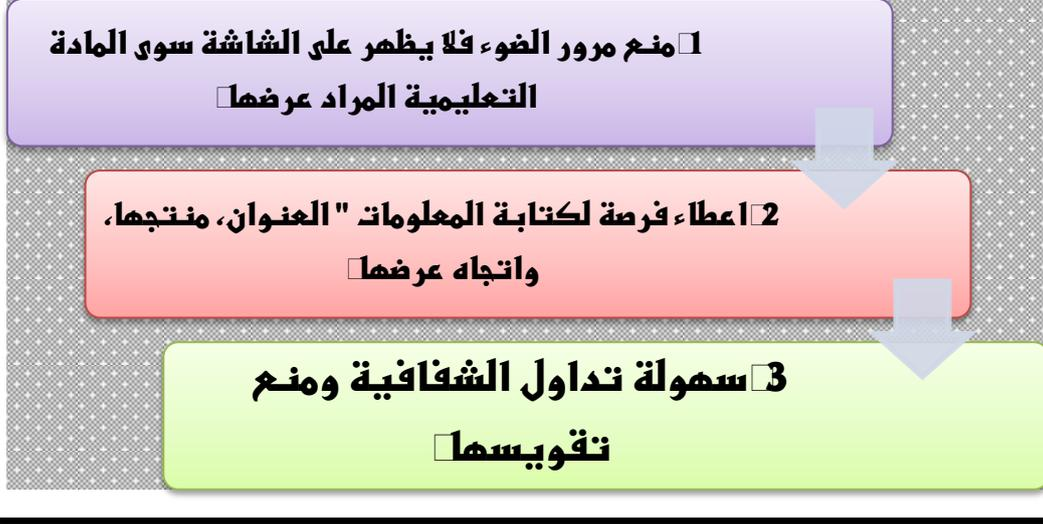 1منع مرور الضوء فلا يظهر على الشاشة سوى المادة
التعليمية المراد عرضها
2اعطاء فرصة لكتابة المعلومات " العنوان، منتجها،
واتجاه عرضها
3سهولة تداول الشفافية ومنع
تقويسها